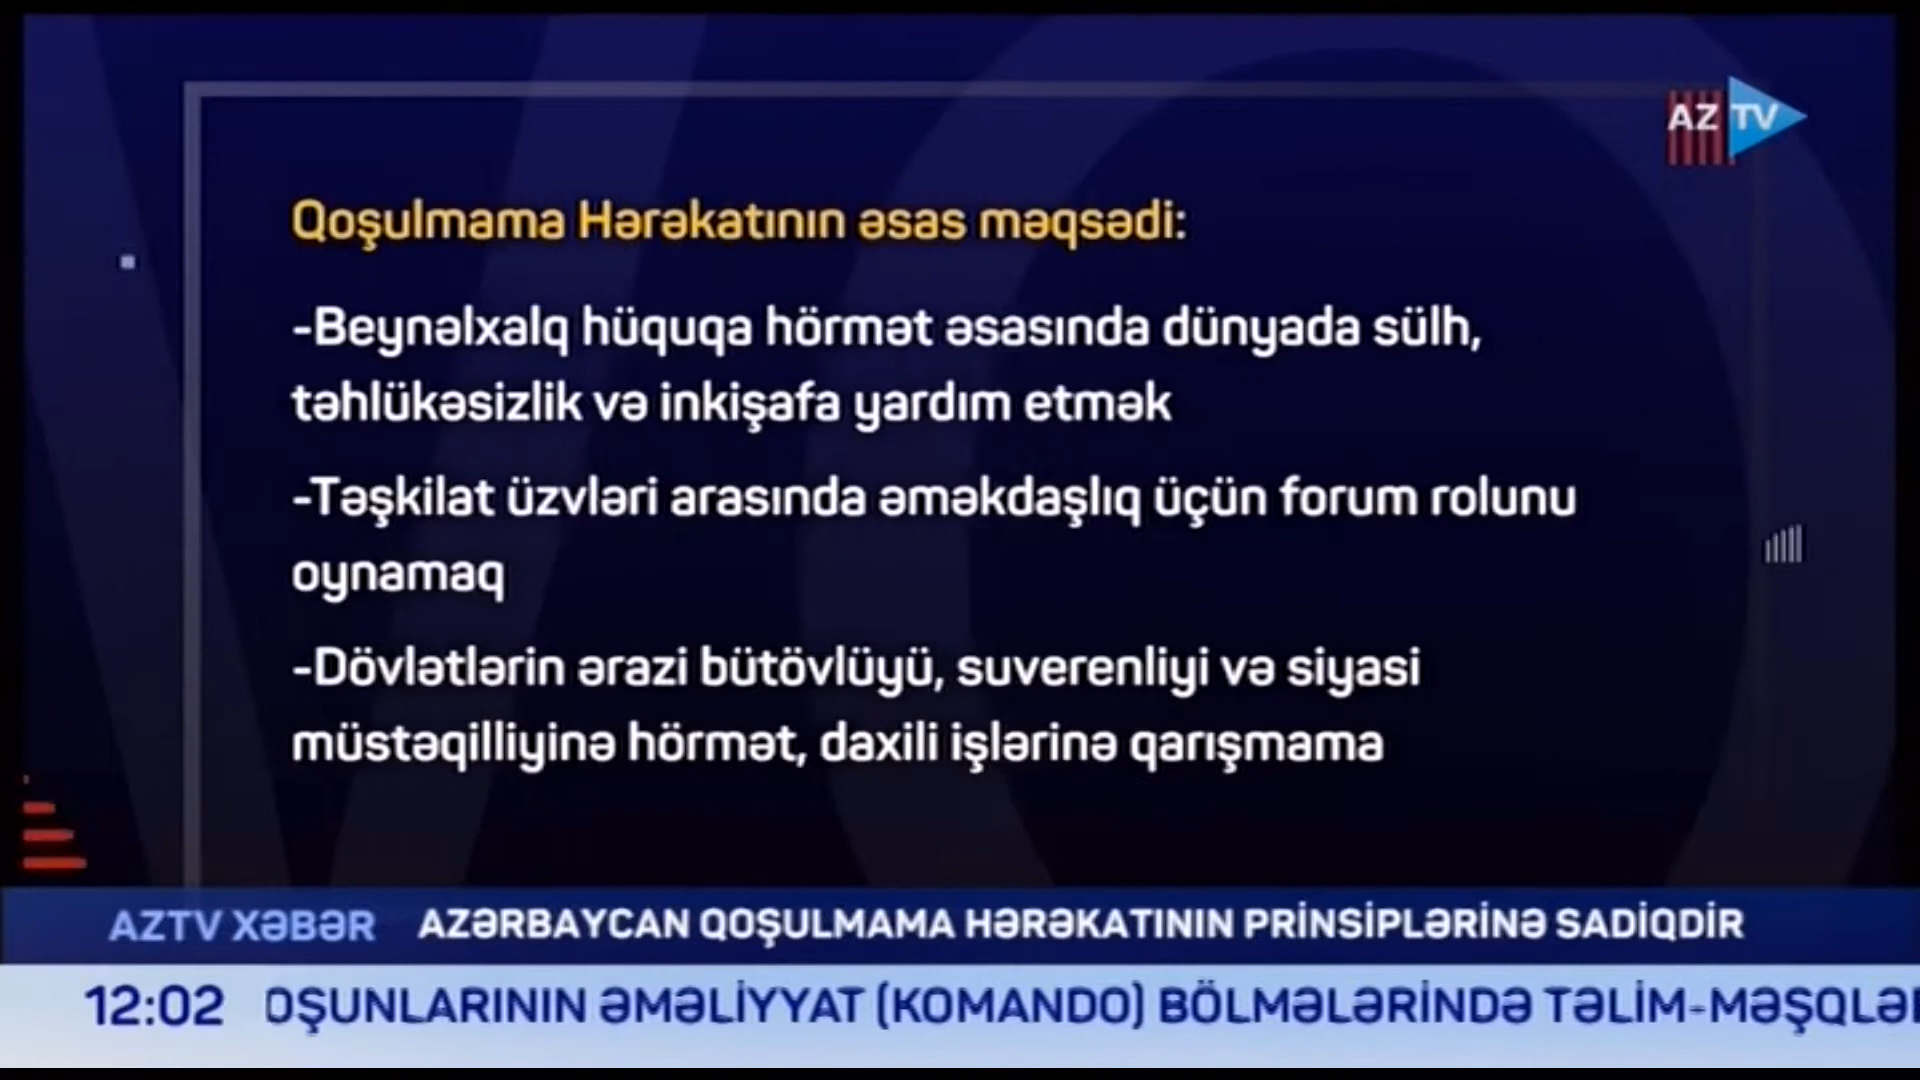 AZTV
Qoşulmama Hərəkatının əsas məqsədi:
-Beynəlxalq hüquqa hörmət əsasında dünyada sülh,
təhlükəsizlik və inkişafa yardım etmək
-Təşkilat üzvləri arasında əməkdaşlıq üçün forum rolunu
oynamaq
-Dövlətlərin ərazi bütövlüyü, suverenliyi və siyasi
müstəqilliyinə hörmət, daxili işlərinə qarışmama
AZTV XƏBƏR AZƏRBAYCAN QOŞULMAMA HƏRƏKATININ PRİNSİPLƏRİNƏ SADİQDİR
12:02 OŞUNLARININ ƏMƏLİYYAT (KOMANDO) BÖLMƏLƏRİNDƏ TƏLİM-MƏŞQLƏ